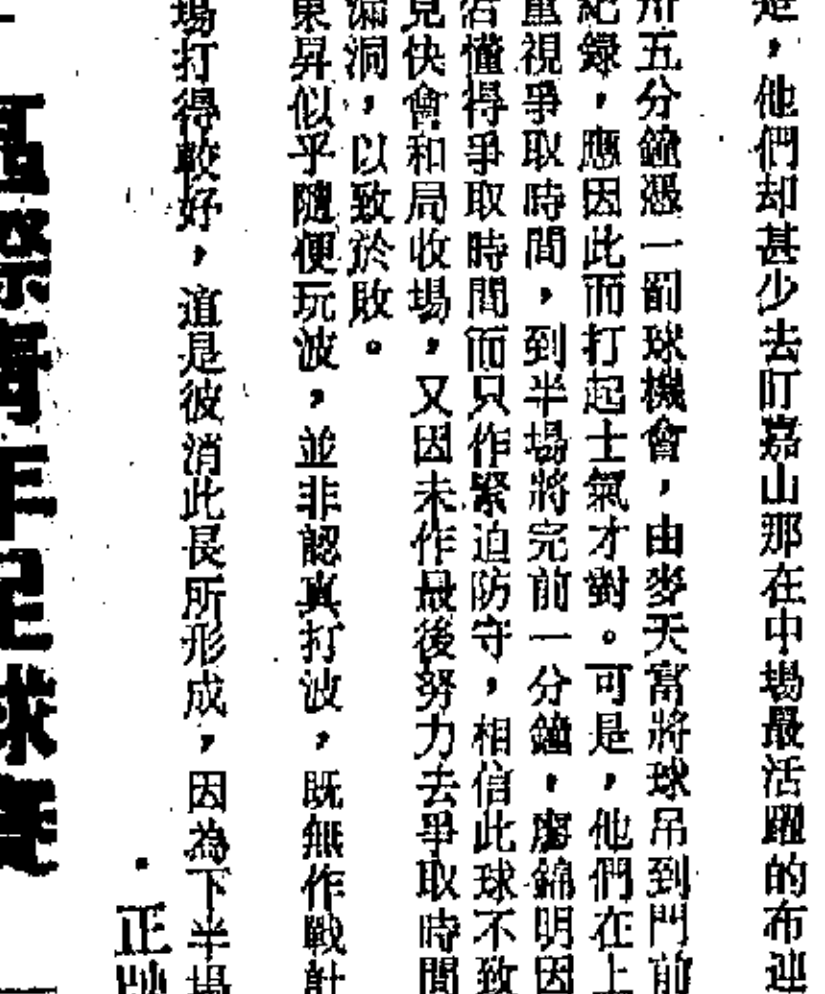 是，他們却甚少去盯嘉山那在中場最活躍的布連
卅五分鐘憑一罰球機會，由麥天富將球吊到門前
紀錄，應因此而打起士氣才對。可是，他們在上
重視爭取時間，到半場將完前一分鐘，廖錦明因
若懂得爭取時間而只作緊迫防守，相信此球不致
見快會和局收場，又因未作最後努力去爭取時間
漏洞，以致於敗。
東昇似乎隨便玩波，並非認真打波，既無作戰計
場打得較好，這是彼消此長所形成，因為下半場
·正
區際青年足球賽